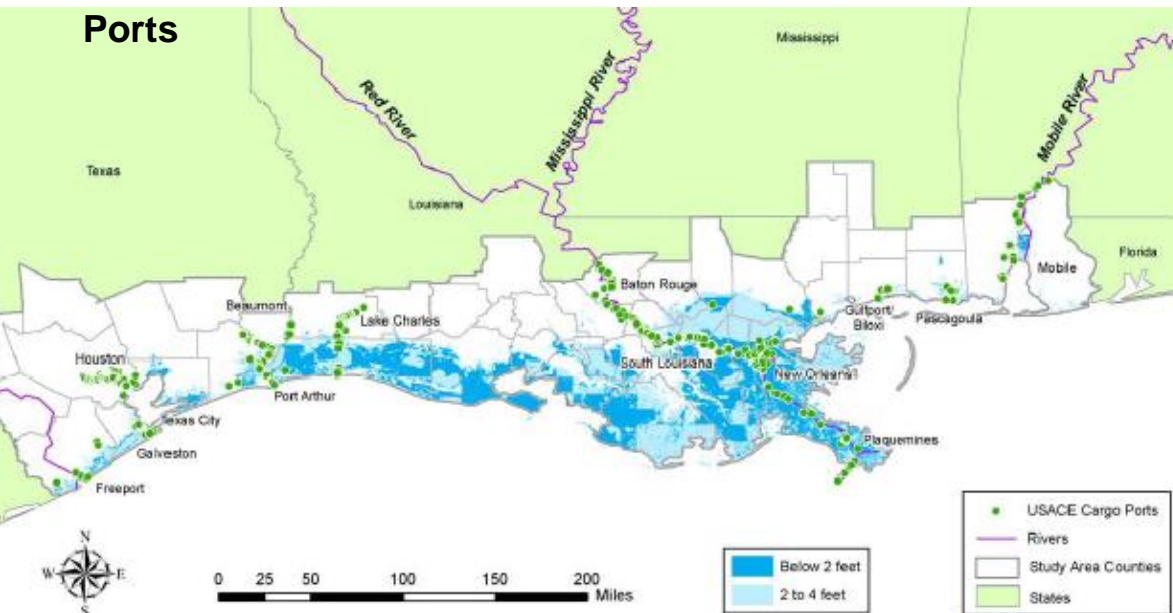 Ports
Mississippi
Red River
Mississippi River
Mobile River
Texas
Louisiana
Florida
Mobile
Baton Rouge
Beaumont
Lake Charles
Gulfport/
Biloxi
Pascagoula
Houston
South Louisiana
New Orleans
Port Arthur
Texas City
Plaquemines
Galveston
Freeport
N
W E
S
0 25 50 100 150 200
Miles
Below 2 feet
2 to 4 feet
USACE Cargo Ports
Rivers
Study Area Counties
States